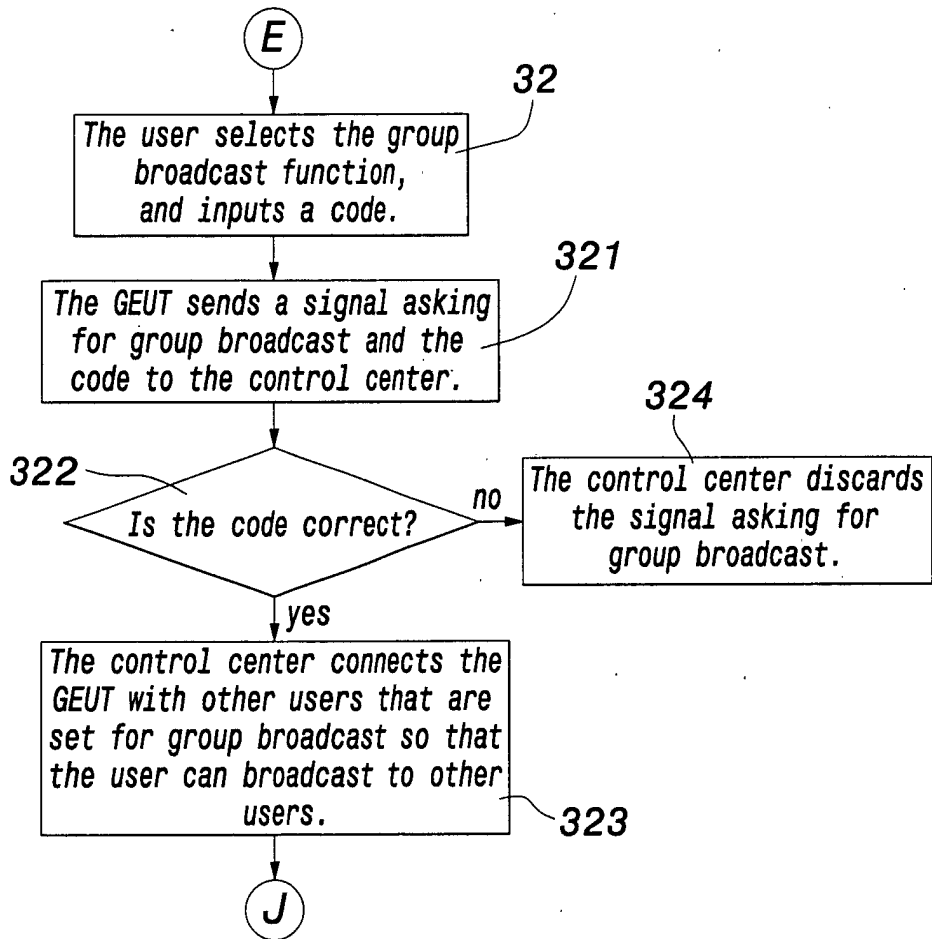 E
32
The user selects the group
broadcast function,
and inputs a code.
321
The GEUT sends a signal asking
for group broadcast and the
code to the control center.
324
322
Is the code correct?
no
The control center discards
the signal asking for
group broadcast.
yes
The control center connects the
GEUT with other users that are
set for group broadcast so that
the user can broadcast to other
users.
323
J